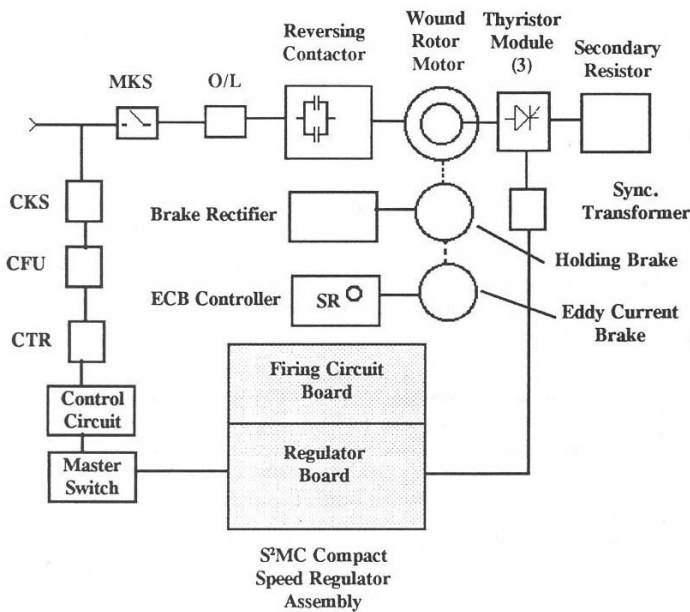 Reversing
Contactor
Wound
Rotor
Motor
Thyristor
Module
(3)
Secondary
Resistor
MKS
O/L
CKS
Brake Rectifier
Sync.
Transformer
CFU
Holding Brake
ECB Controller
SR
Eddy Current
Brake
CTR
Firing Circuit
Board
Control
Circuit
Regulator
Board
Master
Switch
S²MC Compact
Speed Regulator
Assembly